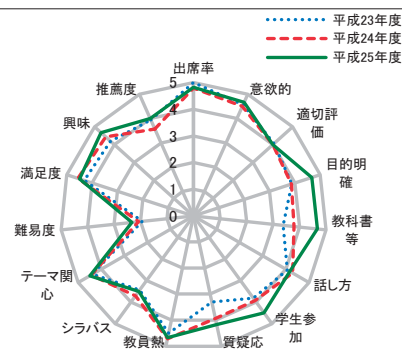 平成23年度
平成24年度
平成25年度
出席率
意欲的
適切評
価
目的明
確
教科書
等
話し方
学生参
加
質疑応
教員熱
シラバス
テーマ関
心
難易度
満足度
興味
推薦度
5
4
3
2
1
0